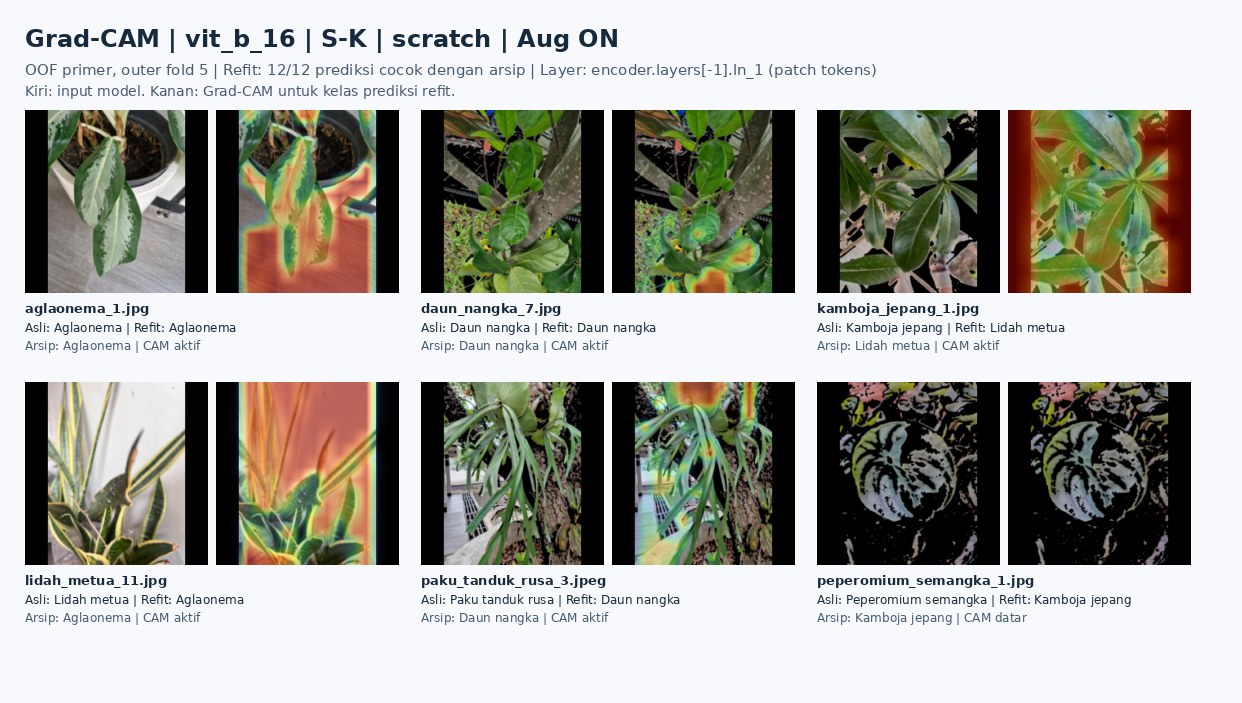 Grad-CAM | vit_b_16 | S-K | scratch | Aug ON
OOF primer, outer fold 5 | Refit: 12/12 prediksi cocok dengan arsip | Layer: encoder.layers[-1].ln_1 (patch tokens)
Kiri: input model. Kanan: Grad-CAM untuk kelas prediksi refit.
aglaonema_1.jpg
Asli: Aglaonema | Refit: Aglaonema
Arsip: Aglaonema | CAM aktif
daun_nangka_7.jpg
Asli: Daun nangka | Refit: Daun nangka
Arsip: Daun nangka | CAM aktif
kamboja_jepang_1.jpg
Asli: Kamboja jepang | Refit: Lidah metua
Arsip: Lidah metua | CAM aktif
lidah_metua_11.jpg
Asli: Lidah metua | Refit: Aglaonema
Arsip: Aglaonema | CAM aktif
paku_tanduk_rusa_3.jpeg
Asli: Paku tanduk rusa | Refit: Daun nangka
Arsip: Daun nangka | CAM aktif
peperomium_semangka_1.jpg
Asli: Peperomium semangka | Refit: Kamboja jepang
Arsip: Kamboja jepang | CAM datar